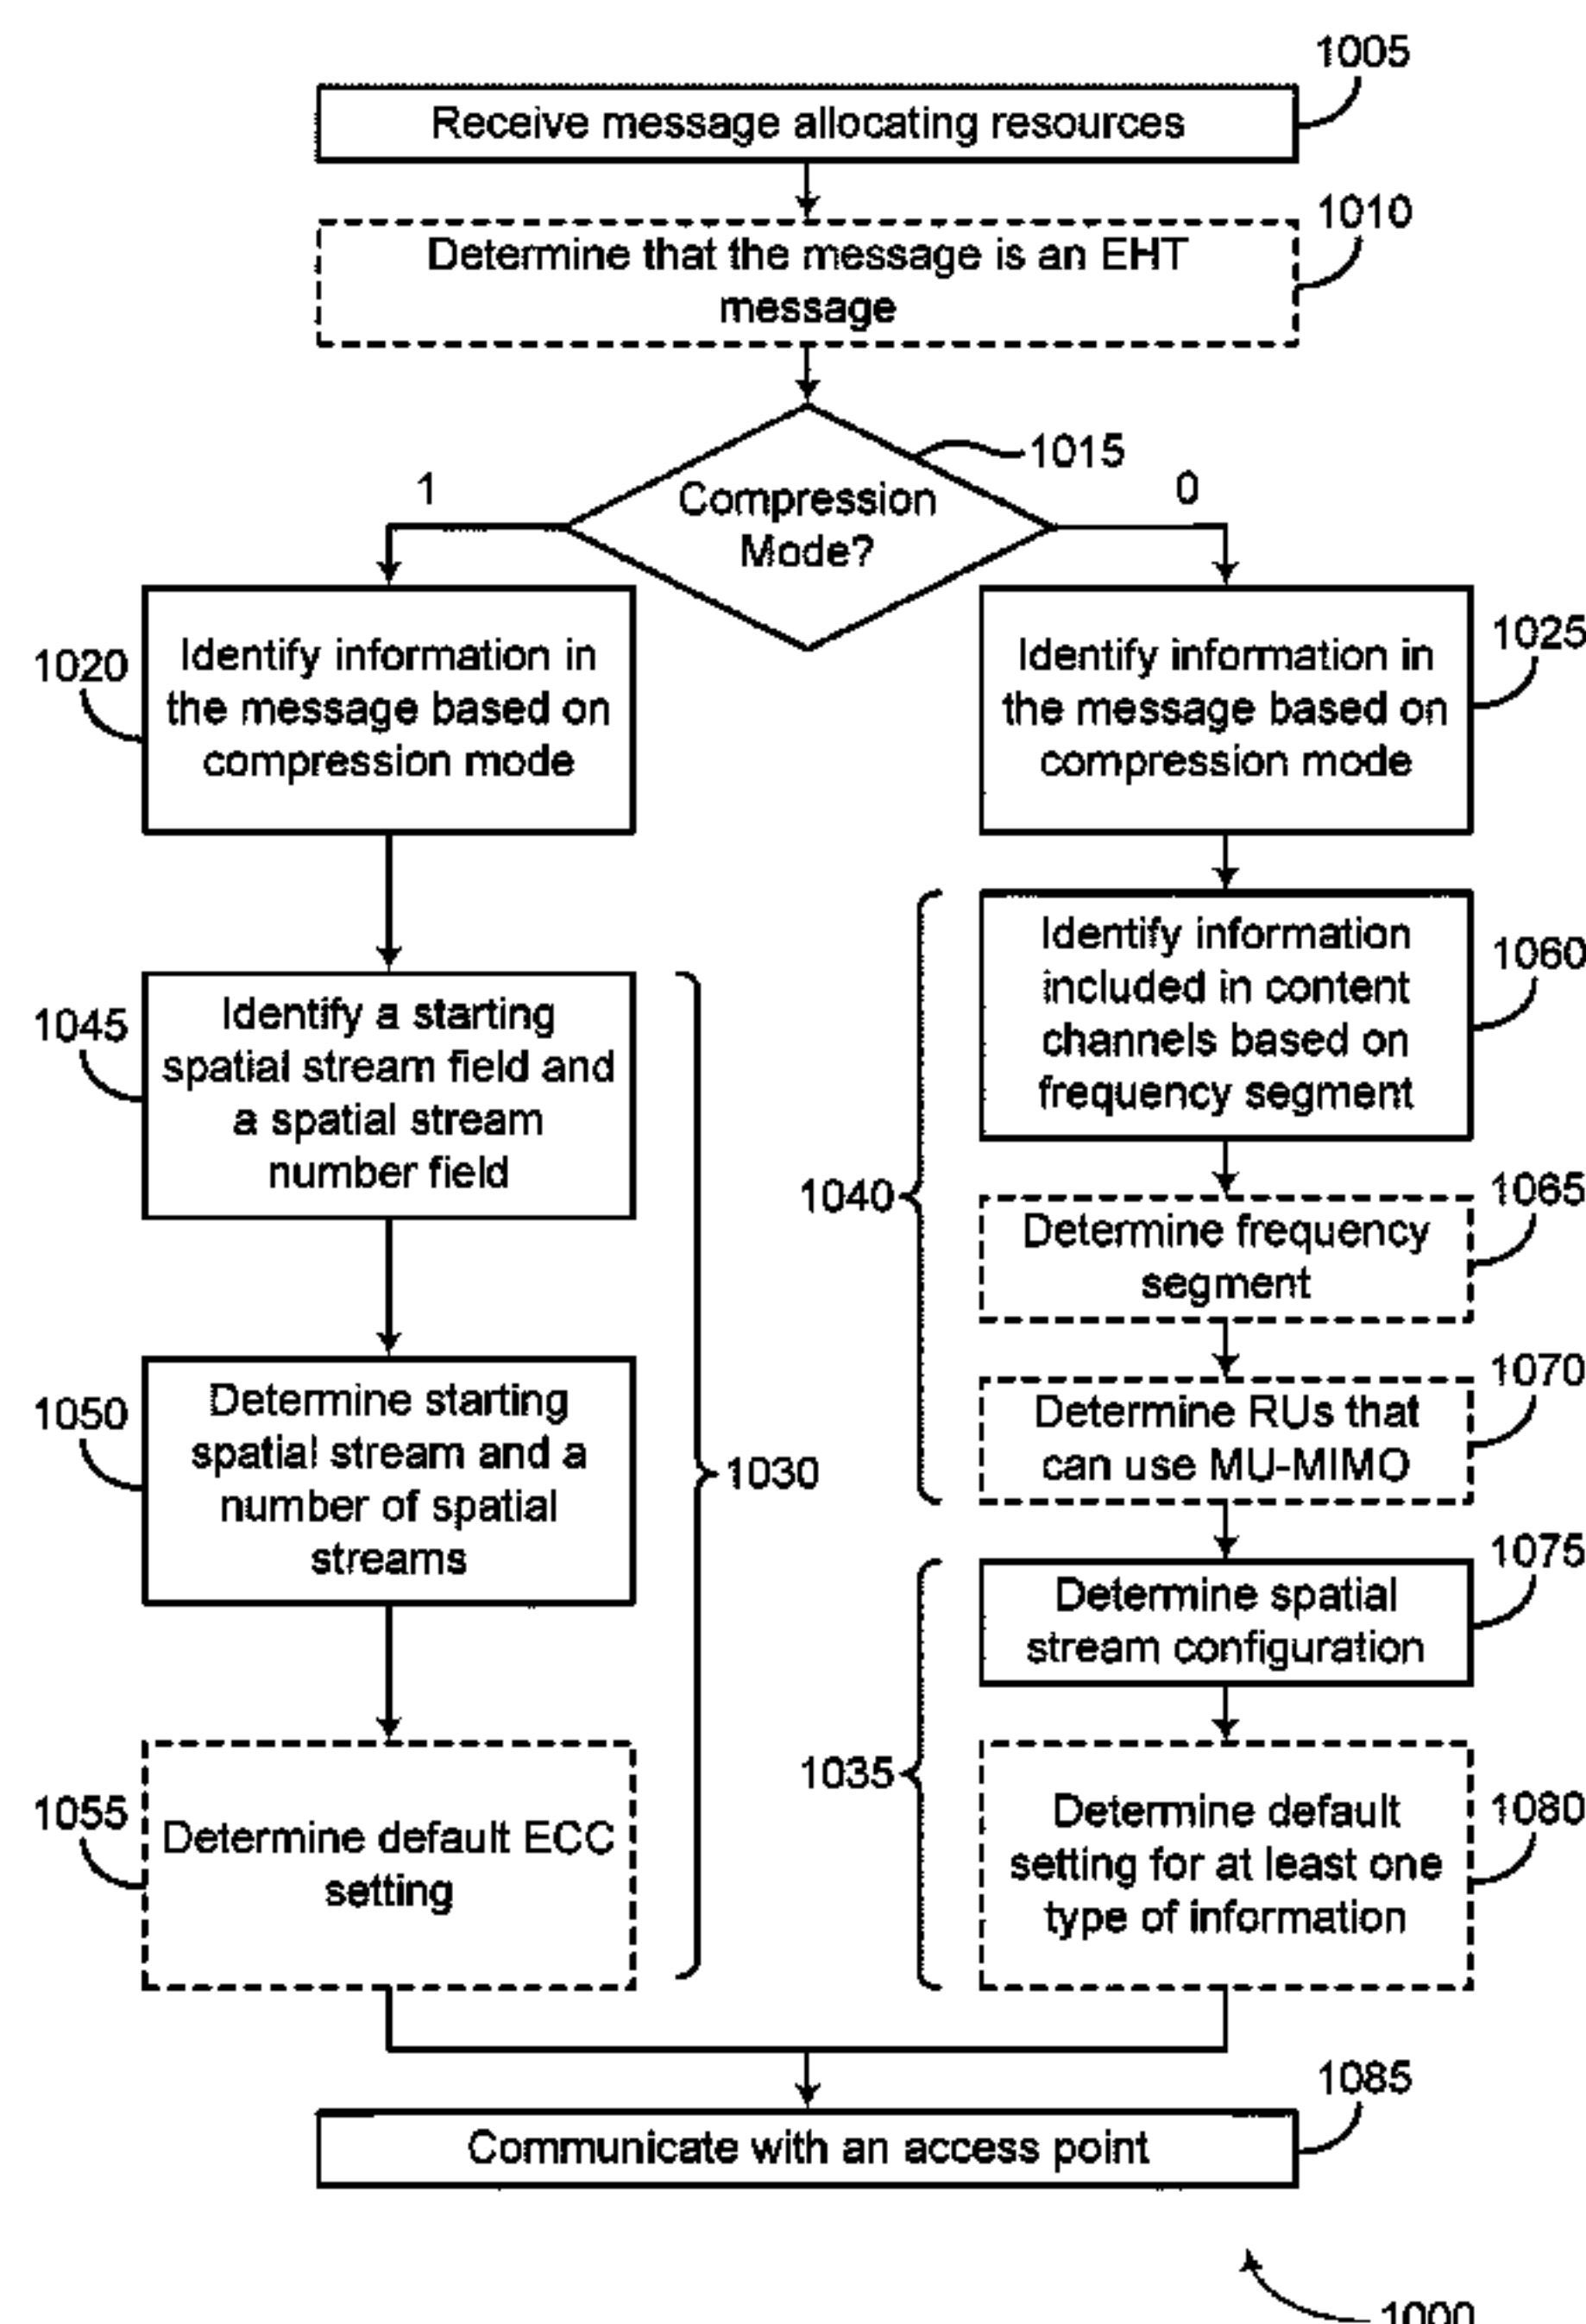 1005
Receive message allocating resources
1010
Determine that the message is an EHT
message
1015
Compression
Mode?
1
0
1020
Identify information in
the message based on
compression mode
1025
Identify information in
the message based on
compression mode
1045
Identify a starting
spatial stream field and
a spatial stream
number field
1050
Determine starting
spatial stream and a
number of spatial
streams
1055
Determine default ECC
setting
1030
1040
1060
Identify information
included in content
channels based on
frequency segment
1065
Determine frequency
segment
1070
Determine RUs that
can use MU-MIMO
1035
1075
Determine spatial
stream configuration
1080
Determine default
setting for at least one
type of information
1085
Communicate with an access point
1000